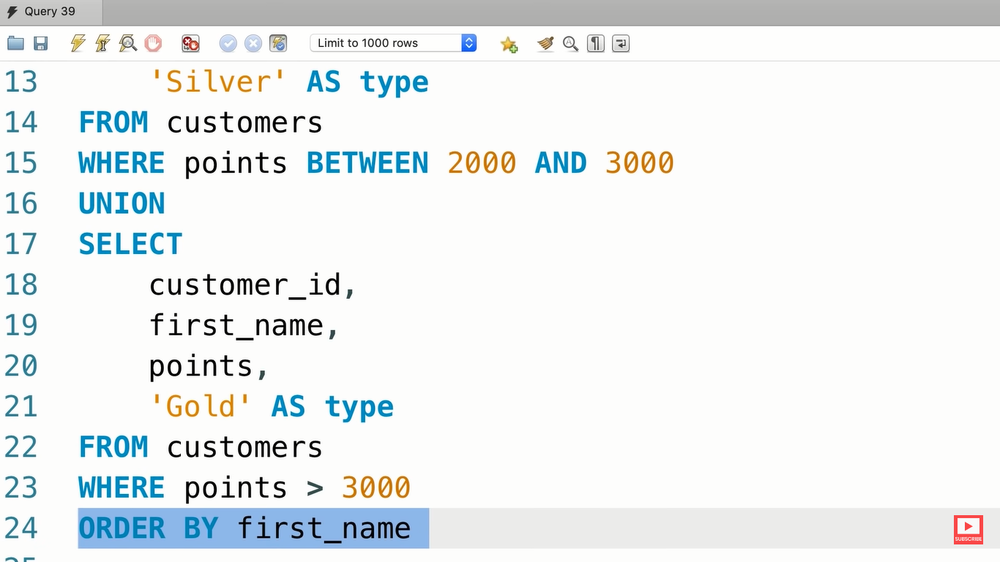 Query 39
Limit to 1000 rows
13 'Silver' AS type
14 FROM customers
15 WHERE points BETWEEN 2000 AND 3000
16 UNION
17 SELECT
18 customer_id,
19 first_name,
20 points,
21 'Gold' AS type
22 FROM customers
23 WHERE points > 3000
24 ORDER BY first_name
SUBSCRIBE
25